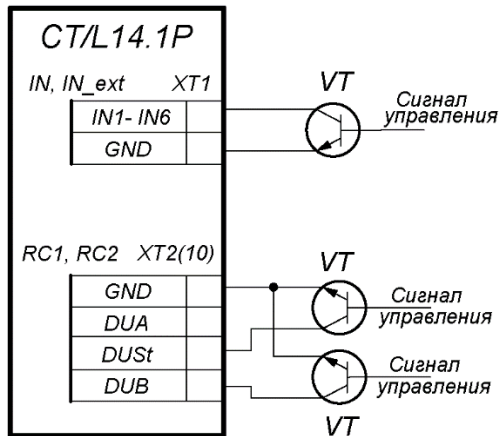 CT/L14.1P
IN, IN_ext XT1
VT
IN1- IN6
GND
Сигнал
управления
RC1, RC2 XT2(10)
VT
GND
DUA
DUSt
DUB
Сигнал
управления
Сигнал
управления
VT